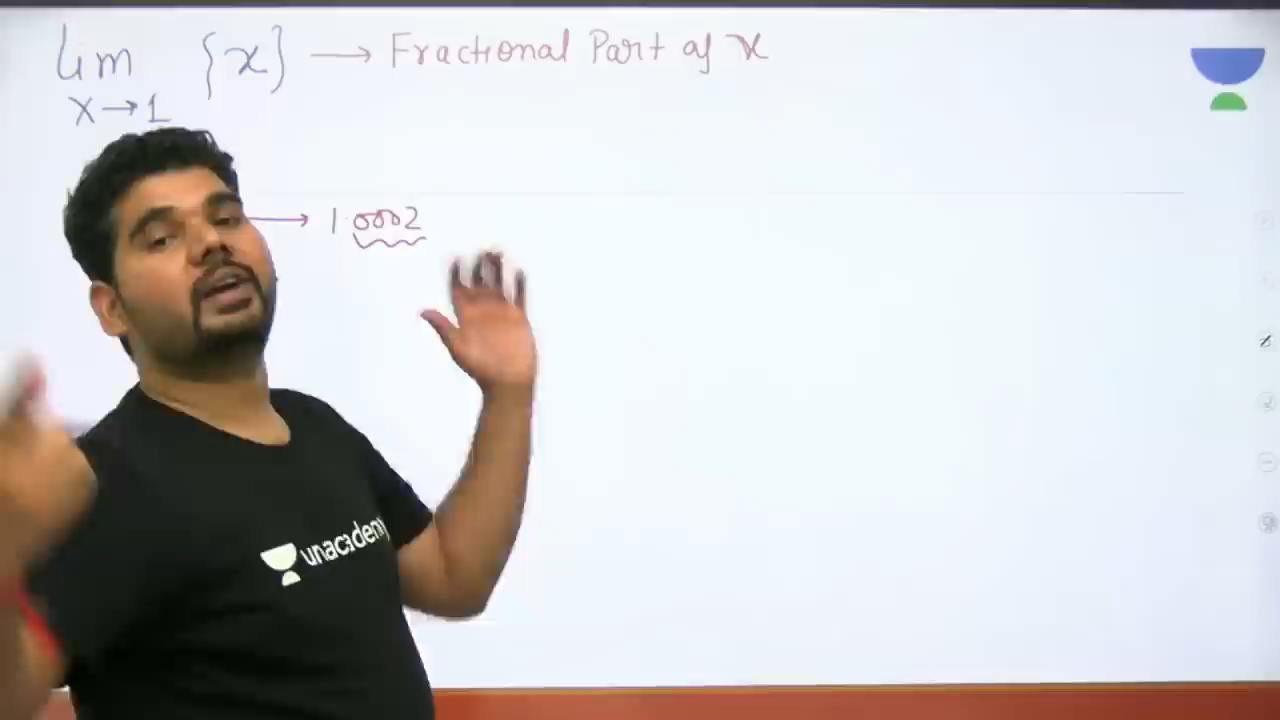 lim {x} → Fractional Part of x
x→1
→ 1.0002
unacademy